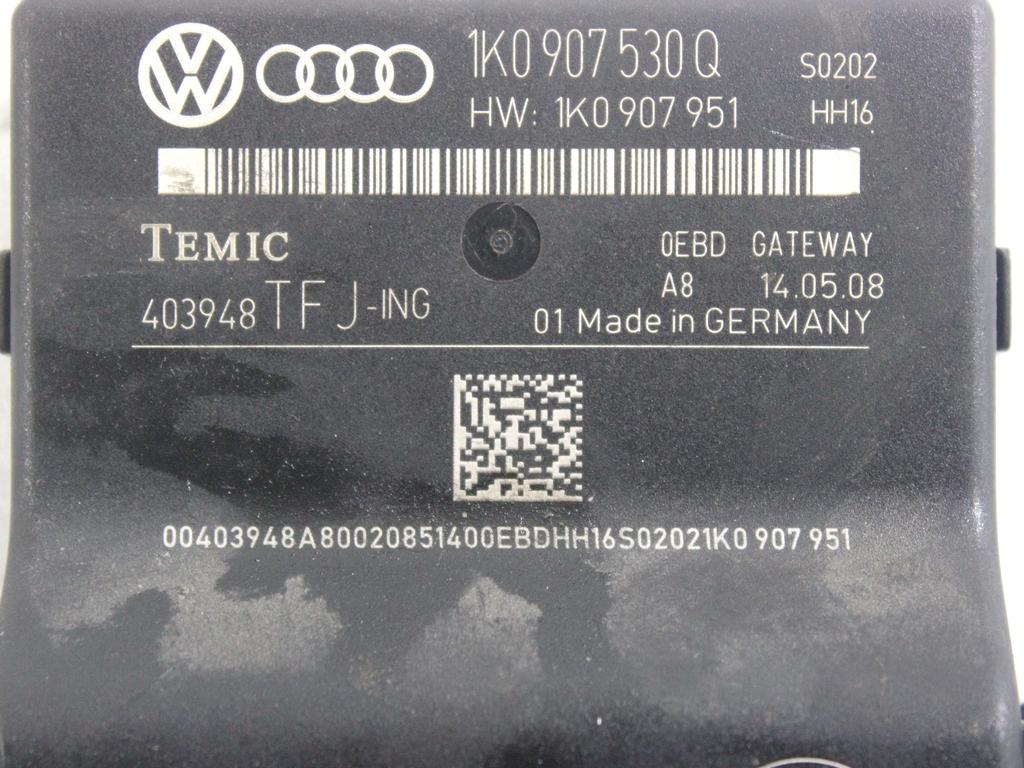 1K0 907 530 Q S0202
HW: 1K0 907 951 HH16
TEMIC 0EBD GATEWAY
A8 14.05.08
403948 TFJ-ING 01 Made in GERMANY
00403948A80020851400EBDHH16S02021K0 907 951